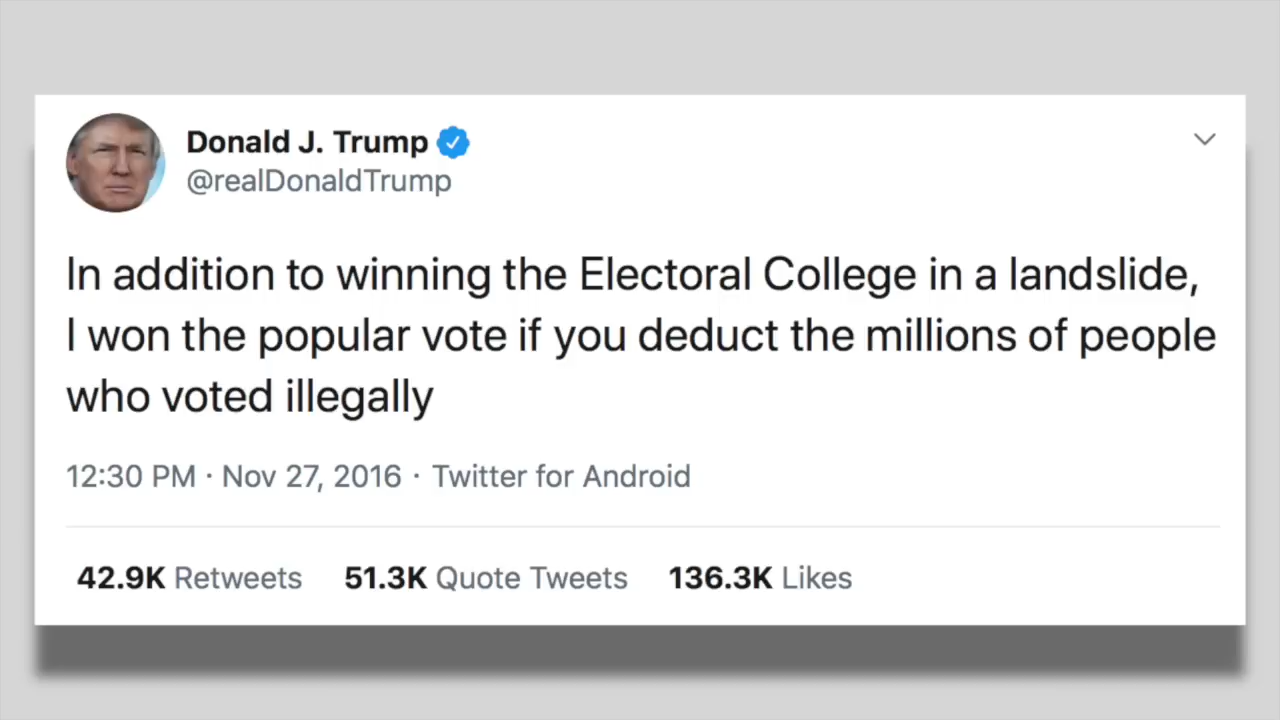 Donald J. Trump
@realDonaldTrump
In addition to winning the Electoral College in a landslide,
I won the popular vote if you deduct the millions of people
who voted illegally
12:30 PM · Nov 27, 2016 · Twitter for Android
42.9K Retweets 51.3K Quote Tweets 136.3K Likes